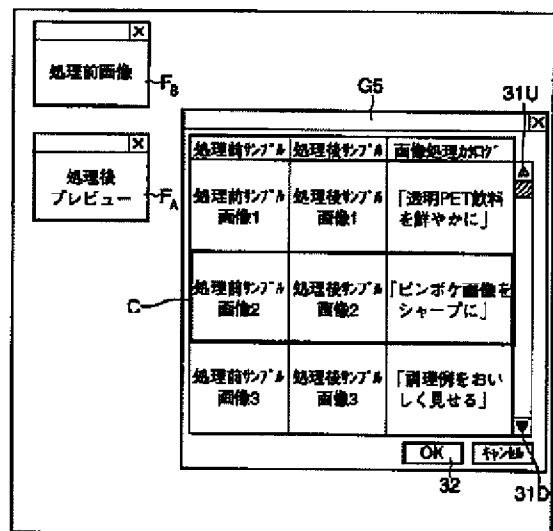 処理前画像
F_B
処理後
プレビュー
F_A
G5
31U
処理前サンプル 処理後サンプル 画像処理カタログ
処理前サンプル
画像1
処理後サンプル
画像1
「透明PET飲料
を鮮やかに」
C
処理前サンプル
画像2
処理後サンプル
画像2
「ピンボケ画像を
シャープに」
処理前サンプル
画像3
処理後サンプル
画像3
「調理例をおい
しく見せる」
OK キャンセル
32
31D